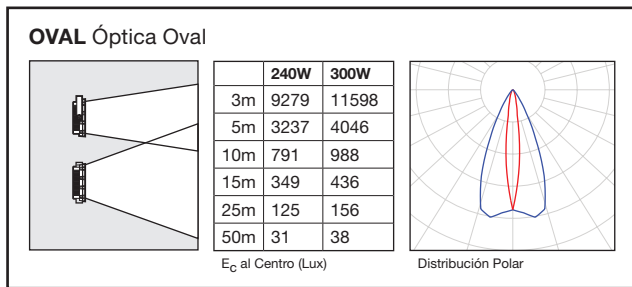 OVAL Óptica Oval
240W 300W
3m 9279 11598
5m 3237 4046
10m 791 988
15m 349 436
25m 125 156
50m 31 38
EC al Centro (Lux)
Distribución Polar